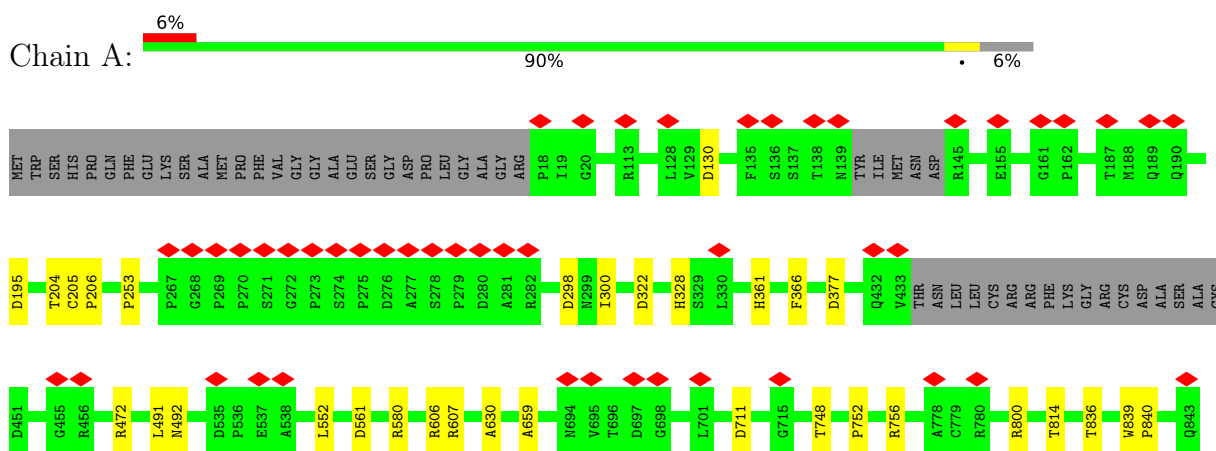 Chain A:
6%
90%
•
6%
MET TRP SER HIS PRO GLN PHE GLU LYS SER ALA MET PRO PHE VAL GLY GLY ALA GLU SER GLY ASP PRO LEU GLY ALA GLY ARG P18 I19 G20 R113 L128 V129 D130 F135 S136 S137 T138 N139 TYR ILE MET ASN ASP R145 E155 G161 P162 T187 M188 Q189 Q190
D195 T204 C205 P206 P253 P267 G268 P269 P270 S271 G272 P273 S274 P275 D276 A277 S278 P279 D280 A281 R282 D298 N299 I300 D322 H328 S329 L330 H361 F366 D377 Q432 V433 THR ASN LEU LEU CYS ARG ARG PHE LYS GLY ARG CYS ASP ALA SER ALA CYS
D451 G455 R456 R472 L491 N492 D535 P536 E537 A538 L552 D561 R580 R606 R607 A630 A659 N694 V695 T696 D697 G698 L701 D711 G715 T748 P752 R756 A778 C779 R780 R800 T814 T836 W839 P840 Q843